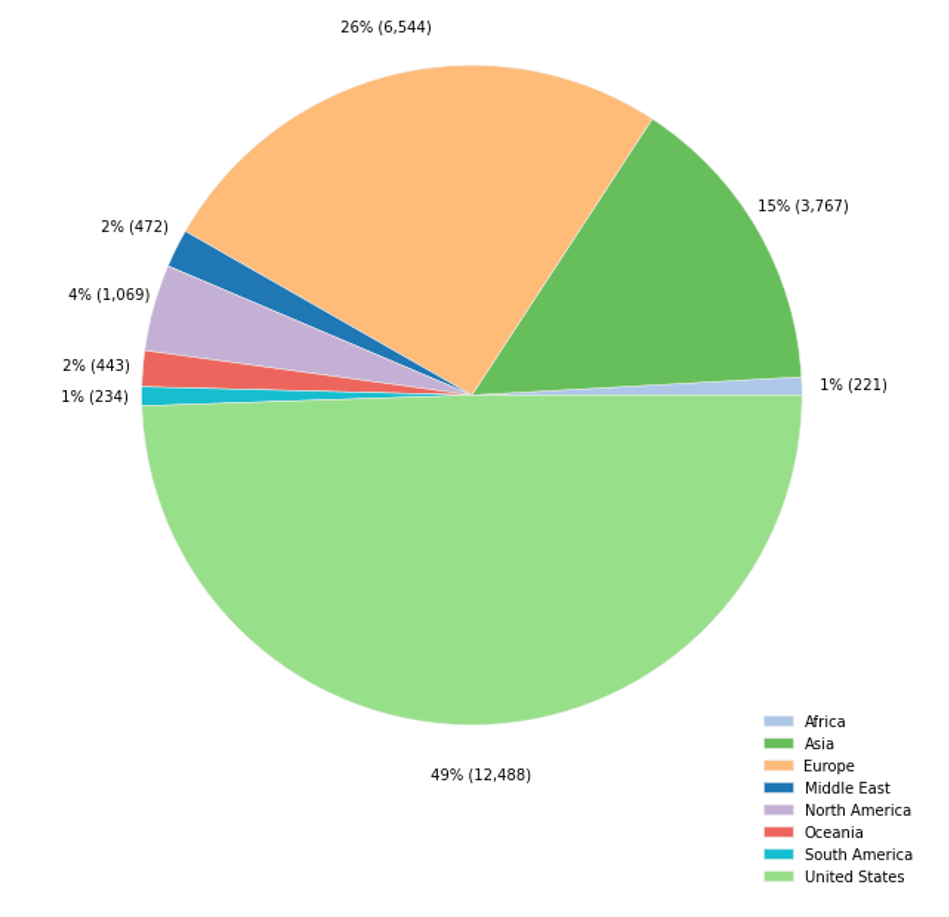 26% (6,544)
15% (3,767)
2% (472)
4% (1,069)
2% (443)
1% (221)
1% (234)
49% (12,488)
Africa
Asia
Europe
Middle East
North America
Oceania
South America
United States